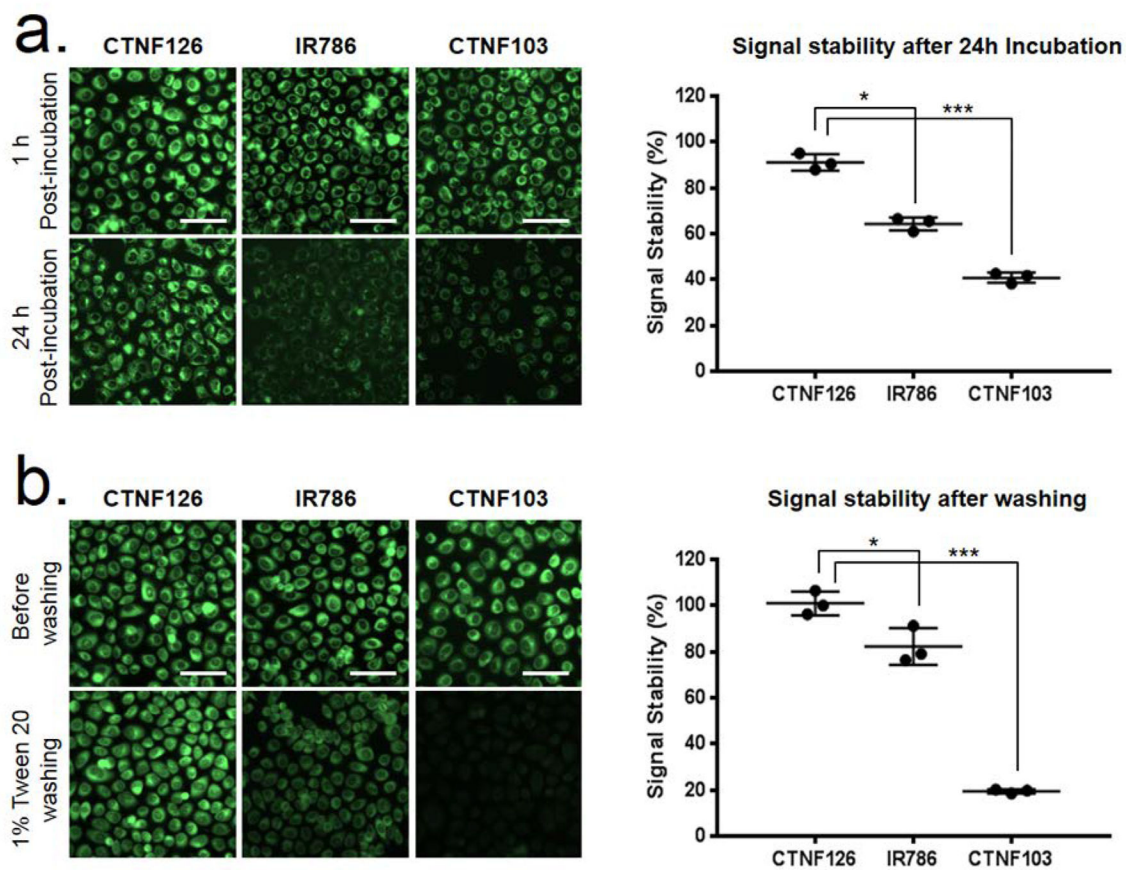 a.
CTNF126 IR786 CTNF103
1 h
Post-incubation
24 h
Post-incubation
Signal stability after 24h Incubation
Signal Stability (%)
120
100
80
60
40
20
0
*
***
CTNF126 IR786 CTNF103
b.
CTNF126 IR786 CTNF103
Before
washing
1% Tween 20
washing
Signal stability after washing
Signal Stability (%)
120
100
80
60
40
20
0
*
***
CTNF126 IR786 CTNF103